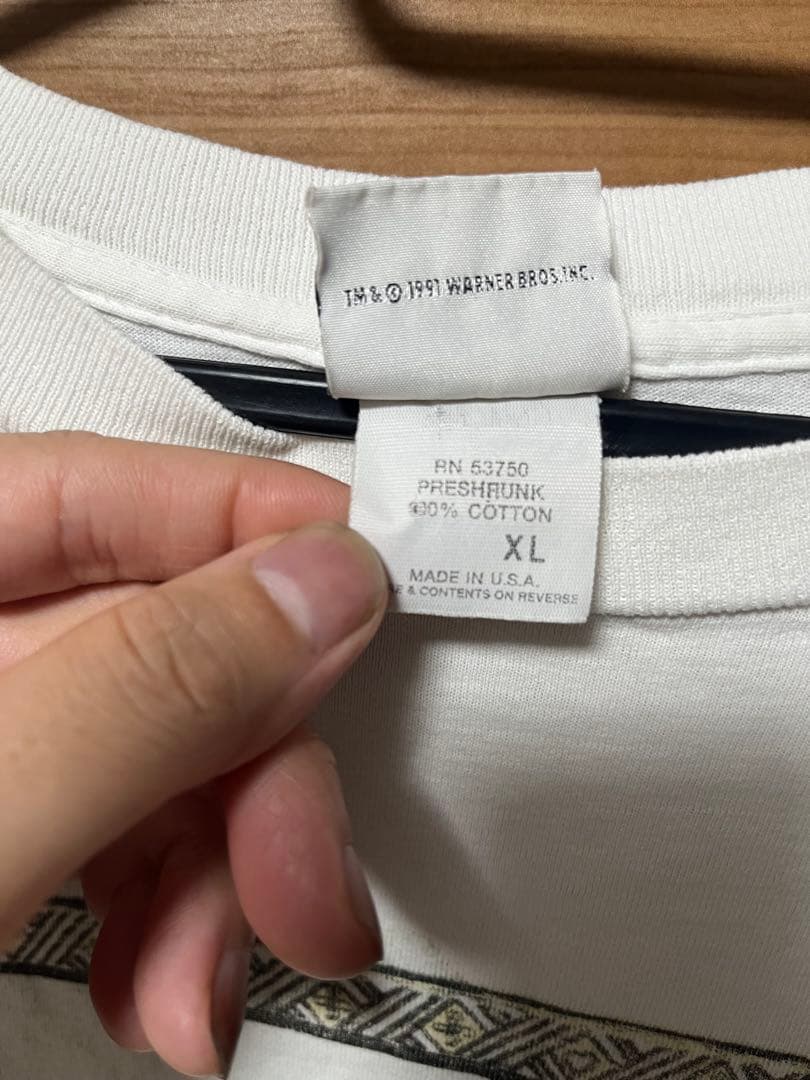 TM & © 1991 WARNER BROS. INC.
RN 53750
PRESHRUNK
100% COTTON
XL
MADE IN U.S.A.
& CONTENTS ON REVERSE